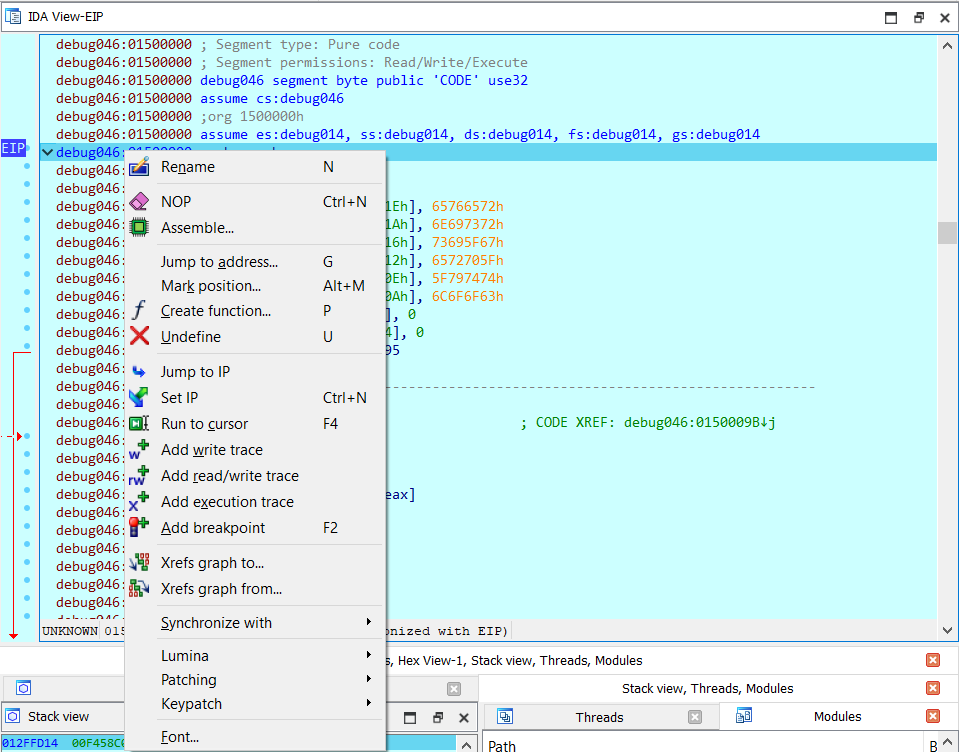 IDA View-EIP
debug046:01500000 ; Segment type: Pure code
debug046:01500000 ; Segment permissions: Read/Write/Execute
debug046:01500000 debug046 segment byte public 'CODE' use32
debug046:01500000 assume cs:debug046
debug046:01500000 ;org 1500000h
debug046:01500000 assume es:debug014, ss:debug014, ds:debug014, fs:debug014, gs:debug014
EIP debug046:
debug046:
Rename N
debug046:
debug046: 1Eh], 65766572h
NOP Ctrl+N
debug046: 1Ah], 6E697372h
Assemble...
debug046: 16h], 73695F67h
debug046: 12h], 6572705Fh
Jump to address... G
debug046: 0Eh], 5F797474h
Mark position... Alt+M
debug046: 0Ah], 6C6F6F63h
debug046: ], 0
Create function... P
debug046: 4], 0
Undefine U
debug046: 95
debug046:
Jump to IP
debug046:
debug046:
Set IP Ctrl+N
debug046: ; CODE XREF: debug046:0150009B↓j
Run to cursor F4
debug046:
Add write trace
debug046:
debug046:
Add read/write trace
debug046: eax]
Add execution trace
debug046:
Add breakpoint F2
debug046:
debug046:
Xrefs graph to...
debug046:
debug046:
Xrefs graph from...
debug046:
Synchronize with
UNKNOWN 015 onized with EIP)
Lumina
s, Hex View-1, Stack view, Threads, Modules
Patching
Stack view, Threads, Modules
Keypatch
Stack view
Threads
Modules
Font...
012FFD14 00F458C
Path B